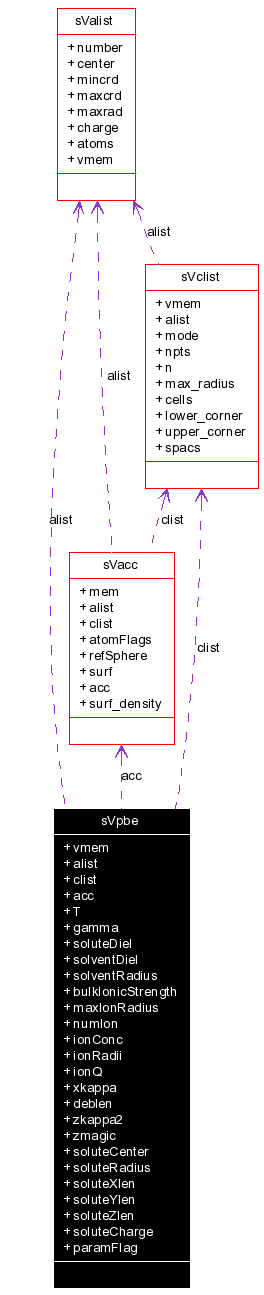 sValist
+ number
+ center
+ mincrd
+ maxcrd
+ maxrad
+ charge
+ atoms
+ vmem
alist
sVclist
+ vmem
+ alist
+ mode
+ npts
+ n
+ max_radius
+ cells
+ lower_corner
+ upper_corner
+ spacs
alist
alist
clist
sVacc
+ mem
+ alist
+ clist
+ atomFlags
+ refSphere
+ surf
+ acc
+ surf_density
clist
acc
sVpbe
+ vmem
+ alist
+ clist
+ acc
+ T
+ gamma
+ soluteDiel
+ solventDiel
+ solventRadius
+ bulkIonicStrength
+ maxIonRadius
+ numIon
+ ionConc
+ ionRadii
+ ionQ
+ xkappa
+ deblen
+ zkappa2
+ zmagic
+ soluteCenter
+ soluteRadius
+ soluteXlen
+ soluteYlen
+ soluteZlen
+ soluteCharge
+ paramFlag